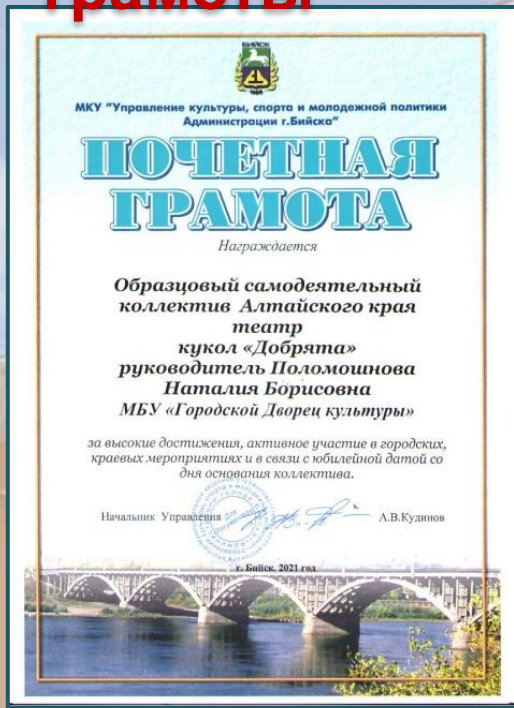 грамоты
БИЙСК
МКУ "Управление культуры, спорта и молодежной политики
Администрации г.Бийска"
ПОЧЕТНАЯ
ГРАМОТА
Награждается
Образцовый самодеятельный
коллектив Алтайского края
театр
кукол «Добрята»
руководитель Поломошнова
Наталия Борисовна
МБУ «Городской Дворец культуры»
за высокие достижения, активное участие в городских,
краевых мероприятиях и в связи с юбилейной датой со
дня основания коллектива.
Начальник Управления
А.В.Кудинов
г. Бийск, 2021 год